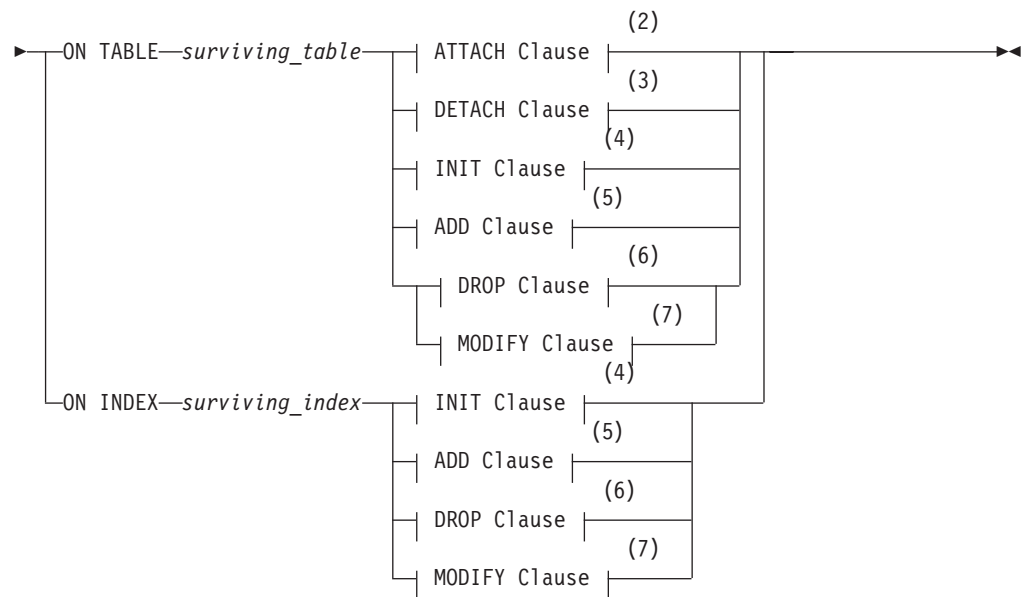 (2)
ON TABLE surviving_table ATTACH Clause
(3)
DETACH Clause
(4)
INIT Clause
(5)
ADD Clause
(6)
DROP Clause
(7)
MODIFY Clause
(4)
ON INDEX surviving_index INIT Clause
(5)
ADD Clause
(6)
DROP Clause
(7)
MODIFY Clause